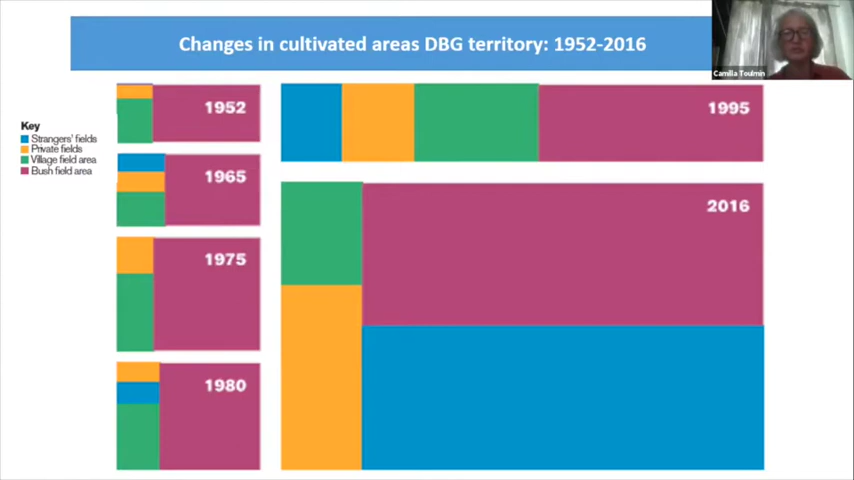 Changes in cultivated areas DBG territory: 1952-2016
Camilla Toulmin
Key
Strangers' fields
Private fields
Village field area
Bush field area
1952
1965
1975
1980
1995
2016